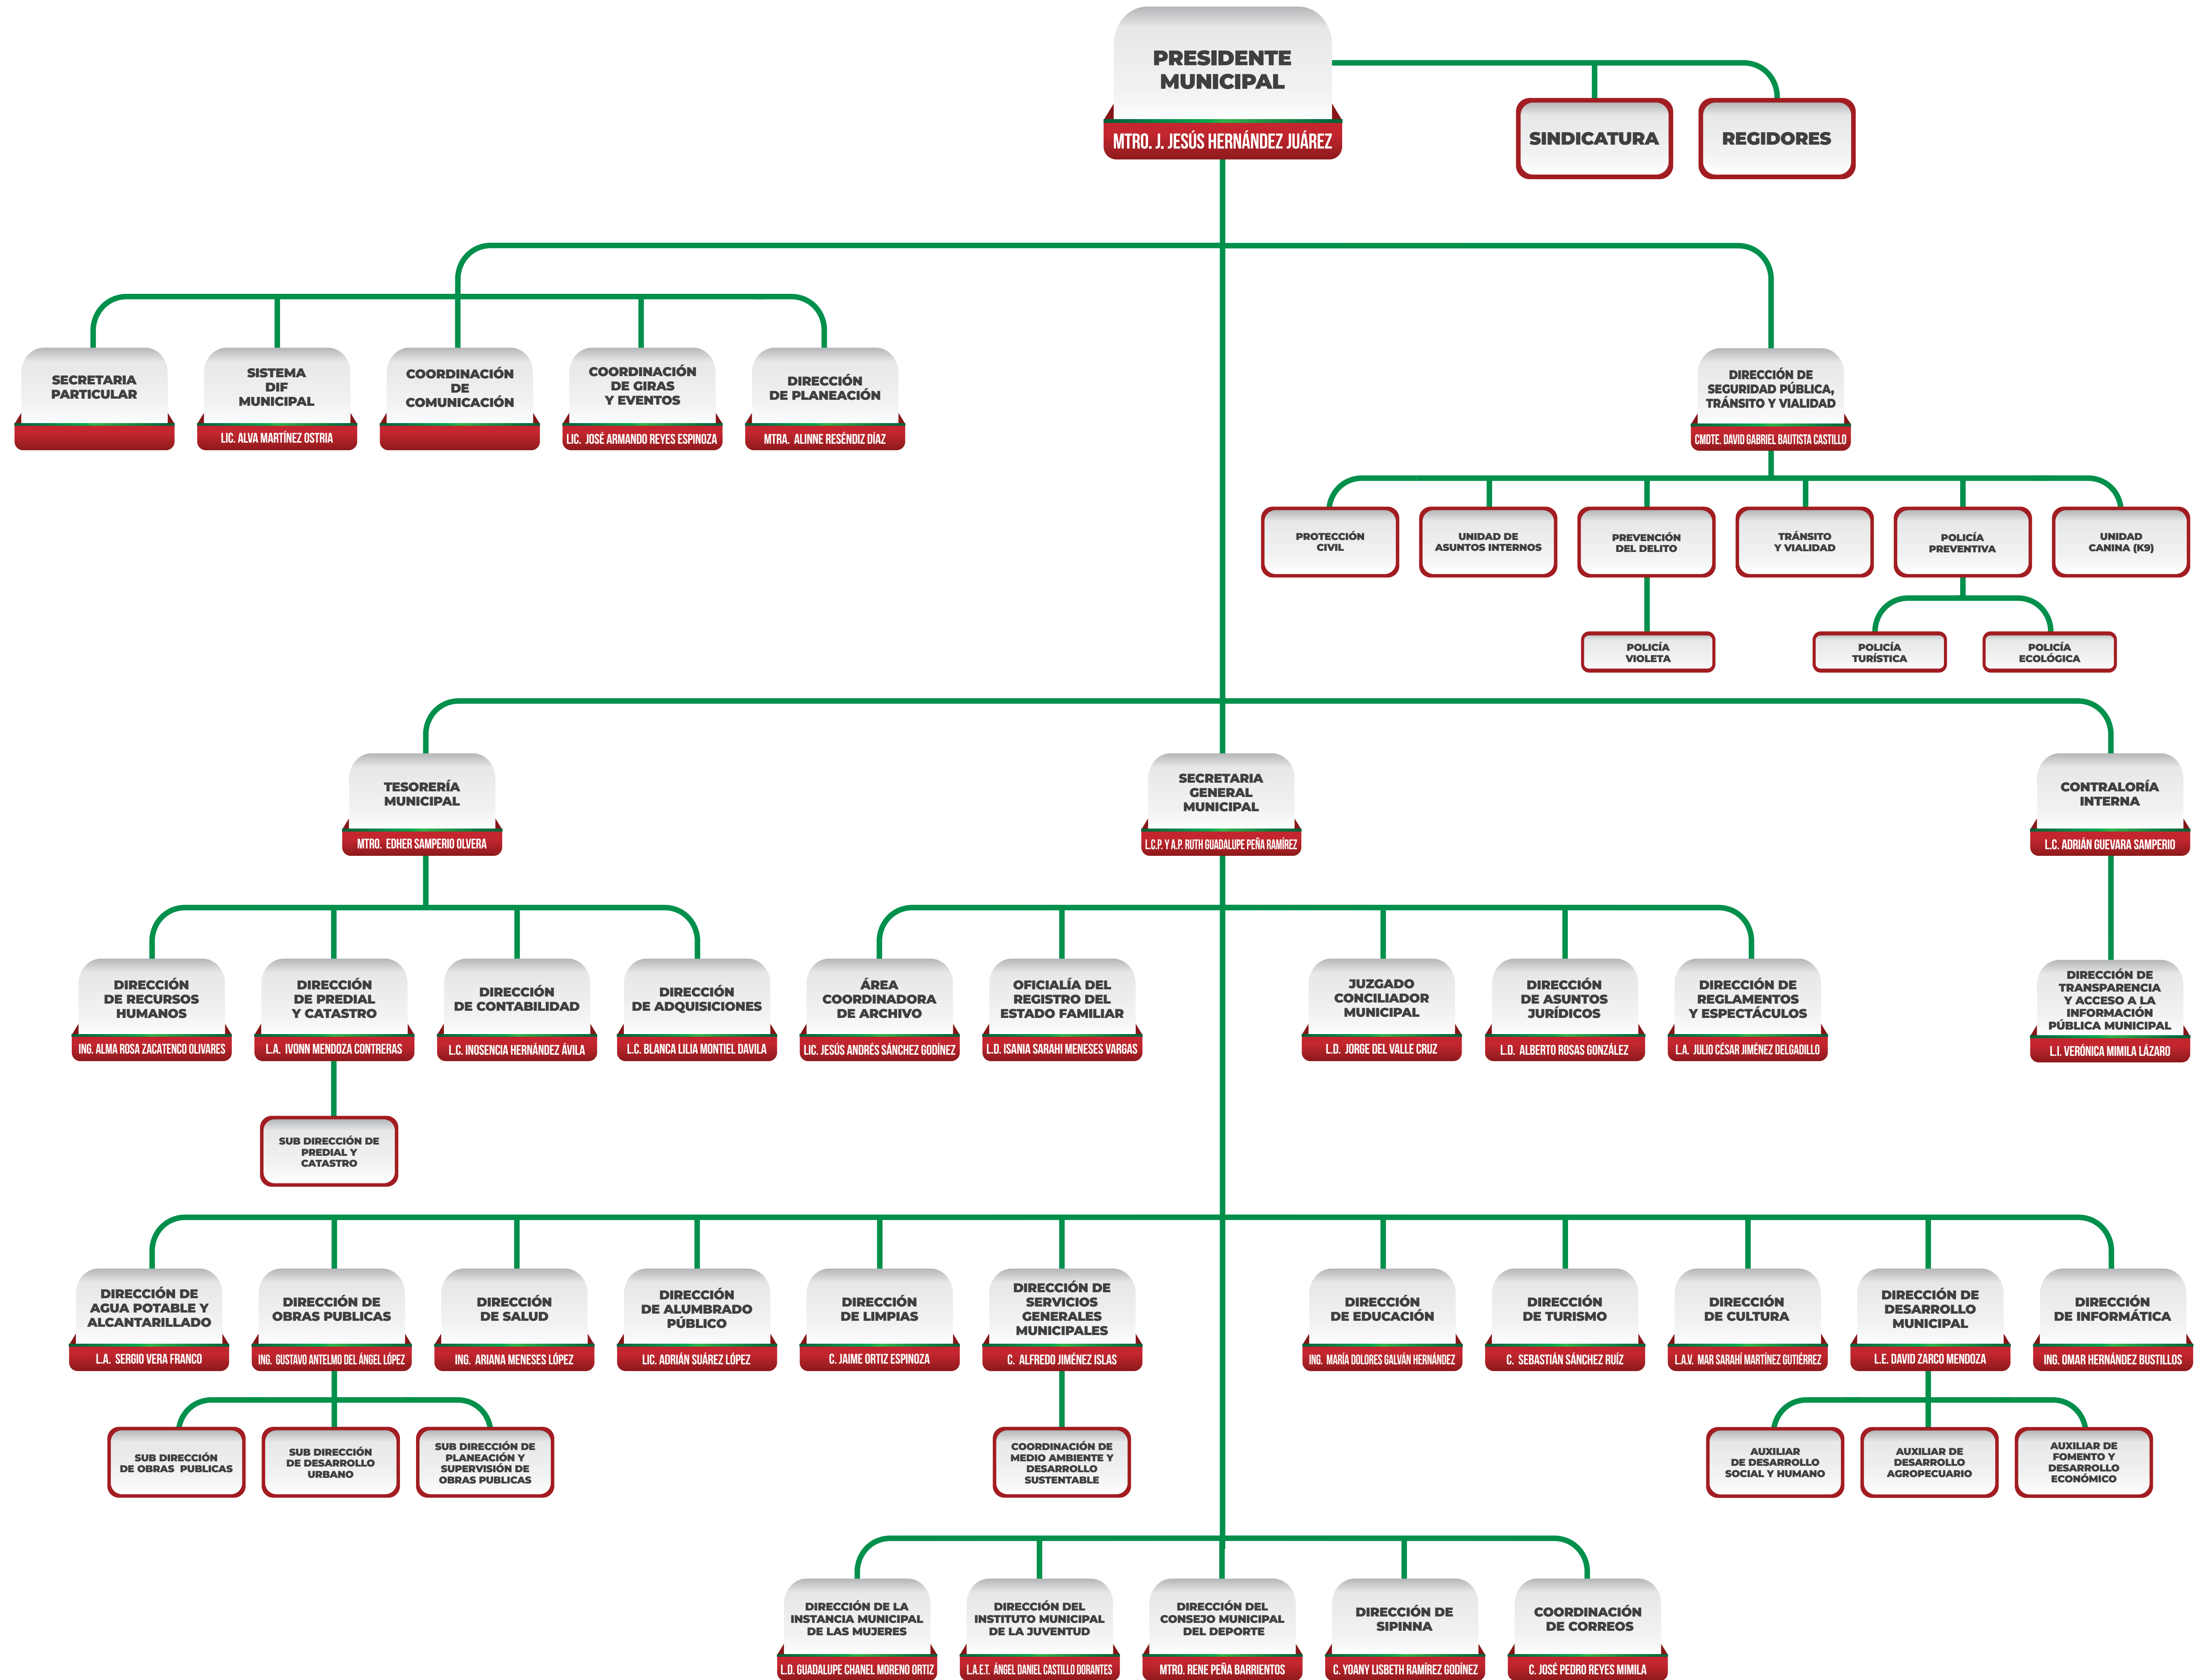 PRESIDENTE
MUNICIPAL
MTRO. J. JESÚS HERNÁNDEZ JUÁREZ
SINDICATURA
REGIDORES
SECRETARIA
PARTICULAR
SISTEMA
DIF
MUNICIPAL
LIC. ALVA MARTÍNEZ OSTRIA
COORDINACIÓN
DE
COMUNICACIÓN
COORDINACIÓN
DE GIRAS
Y EVENTOS
LIC. JOSÉ ARMANDO REYES ESPINOZA
DIRECCIÓN
DE PLANEACIÓN
MTRA. ALINNE RESÉNDIZ DÍAZ
DIRECCIÓN DE
SEGURIDAD PÚBLICA,
TRÁNSITO Y VIALIDAD
CMDTE. DAVID GABRIEL BAUTISTA CASTILLO
PROTECCIÓN
CIVIL
UNIDAD DE
ASUNTOS INTERNOS
PREVENCIÓN
DEL DELITO
TRÁNSITO
Y VIALIDAD
POLICÍA
PREVENTIVA
UNIDAD
CANINA (K9)
POLICÍA
VIOLETA
POLICÍA
TURÍSTICA
POLICÍA
ECOLÓGICA
TESORERÍA
MUNICIPAL
MTRO. EDHER SAMPERIO OLVERA
SECRETARIA
GENERAL
MUNICIPAL
L.C.P. Y A.P. RUTH GUADALUPE PEÑA RAMÍREZ
CONTRALORÍA
INTERNA
L.C. ADRIÁN GUEVARA SAMPERIO
DIRECCIÓN
DE RECURSOS
HUMANOS
ING. ALMA ROSA ZACATENCO OLIVARES
DIRECCIÓN
DE PREDIAL
Y CATASTRO
L.A. IVONN MENDOZA CONTRERAS
DIRECCIÓN
DE CONTABILIDAD
L.C. INOSENCIA HERNÁNDEZ ÁVILA
DIRECCIÓN
DE ADQUISICIONES
L.C. BLANCA LILIA MONTIEL DAVILA
ÁREA
COORDINADORA
DE ARCHIVO
LIC. JESÚS ANDRÉS SÁNCHEZ GODÍNEZ
OFICIALÍA DEL
REGISTRO DEL
ESTADO FAMILIAR
L.D. ISANIA SARAHI MENESES VARGAS
JUZGADO
CONCILIADOR
MUNICIPAL
L.D. JORGE DEL VALLE CRUZ
DIRECCIÓN
DE ASUNTOS
JURÍDICOS
L.D. ALBERTO ROSAS GONZÁLEZ
DIRECCIÓN DE
REGLAMENTOS
Y ESPECTÁCULOS
L.A. JULIO CÉSAR JIMÉNEZ DELGADILLO
DIRECCIÓN DE
TRANSPARENCIA
Y ACCESO A LA
INFORMACIÓN
PÚBLICA MUNICIPAL
L.I. VERÓNICA MIMILA LÁZARO
SUB DIRECCIÓN DE
PREDIAL Y
CATASTRO
DIRECCIÓN DE
AGUA POTABLE Y
ALCANTARILLADO
L.A. SERGIO VERA FRANCO
DIRECCIÓN DE
OBRAS PUBLICAS
ING. GUSTAVO ANTELMO DEL ÁNGEL LÓPEZ
DIRECCIÓN
DE SALUD
ING. ARIANA MENESES LÓPEZ
DIRECCIÓN
DE ALUMBRADO
PÚBLICO
LIC. ADRIÁN SUÁREZ LÓPEZ
DIRECCIÓN
DE LIMPIAS
C. JAIME ORTIZ ESPINOZA
DIRECCIÓN DE
SERVICIOS
GENERALES
MUNICIPALES
C. ALFREDO JIMÉNEZ ISLAS
DIRECCIÓN
DE EDUCACIÓN
ING. MARÍA DOLORES GALVÁN HERNÁNDEZ
DIRECCIÓN
DE TURISMO
C. SEBASTIÁN SÁNCHEZ RUÍZ
DIRECCIÓN
DE CULTURA
L.A.V. MAR SARAHÍ MARTÍNEZ GUTIÉRREZ
DIRECCIÓN DE
DESARROLLO
MUNICIPAL
L.E. DAVID ZARCO MENDOZA
DIRECCIÓN
DE INFORMÁTICA
ING. OMAR HERNÁNDEZ BUSTILLOS
SUB DIRECCIÓN
DE OBRAS PUBLICAS
SUB DIRECCIÓN
DE DESARROLLO
URBANO
SUB DIRECCIÓN DE
PLANEACIÓN Y
SUPERVISIÓN DE
OBRAS PUBLICAS
COORDINACIÓN DE
MEDIO AMBIENTE Y
DESARROLLO
SUSTENTABLE
AUXILIAR
DE DESARROLLO
SOCIAL Y HUMANO
AUXILIAR DE
DESARROLLO
AGROPECUARIO
AUXILIAR DE
FOMENTO Y
DESARROLLO
ECONÓMICO
DIRECCIÓN DE LA
INSTANCIA MUNICIPAL
DE LAS MUJERES
L.D. GUADALUPE CHANEL MORENO ORTIZ
DIRECCIÓN DEL
INSTITUTO MUNICIPAL
DE LA JUVENTUD
L.A.E.T. ÁNGEL DANIEL CASTILLO DORANTES
DIRECCIÓN DEL
CONSEJO MUNICIPAL
DEL DEPORTE
MTRO. RENE PEÑA BARRIENTOS
DIRECCIÓN DE
SIPINNA
C. YOANY LISBETH RAMÍREZ GODÍNEZ
COORDINACIÓN
DE CORREOS
C. JOSÉ PEDRO REYES MIMILA